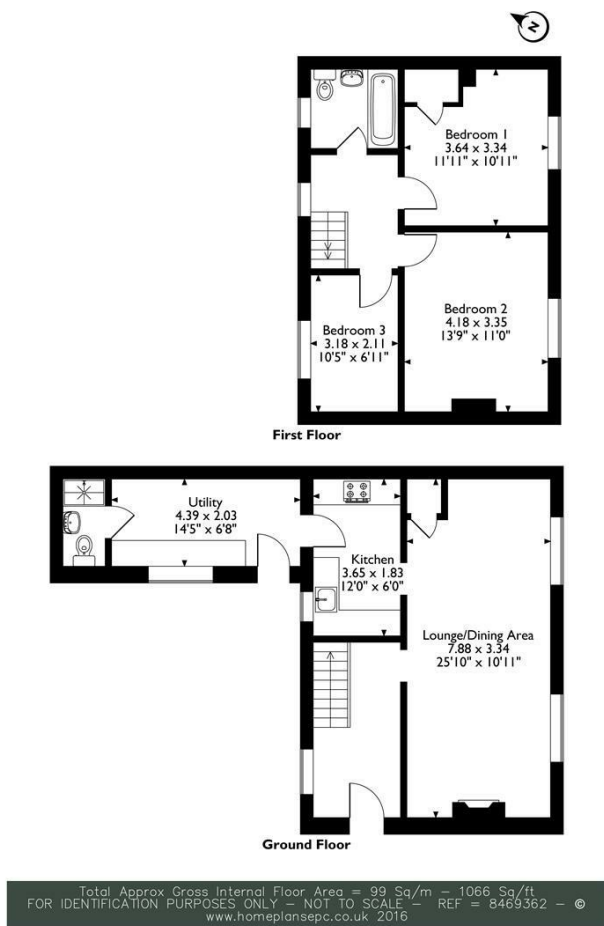 N
Bedroom 1
3.64 x 3.34
11'11" x 10'11"
Bedroom 2
4.18 x 3.35
13'9" x 11'0"
Bedroom 3
3.18 x 2.11
10'5" x 6'11"
First Floor
Utility
4.39 x 2.03
14'5" x 6'8"
Kitchen
3.65 x 1.83
12'0" x 6'0"
Lounge/Dining Area
7.88 x 3.34
25'10" x 10'11"
Ground Floor
Total Approx Gross Internal Floor Area = 99 Sq/m - 1066 Sq/ft
FOR IDENTIFICATION PURPOSES ONLY - NOT TO SCALE - REF = 8469362 - ©
www.homeplansepc.co.uk 2016